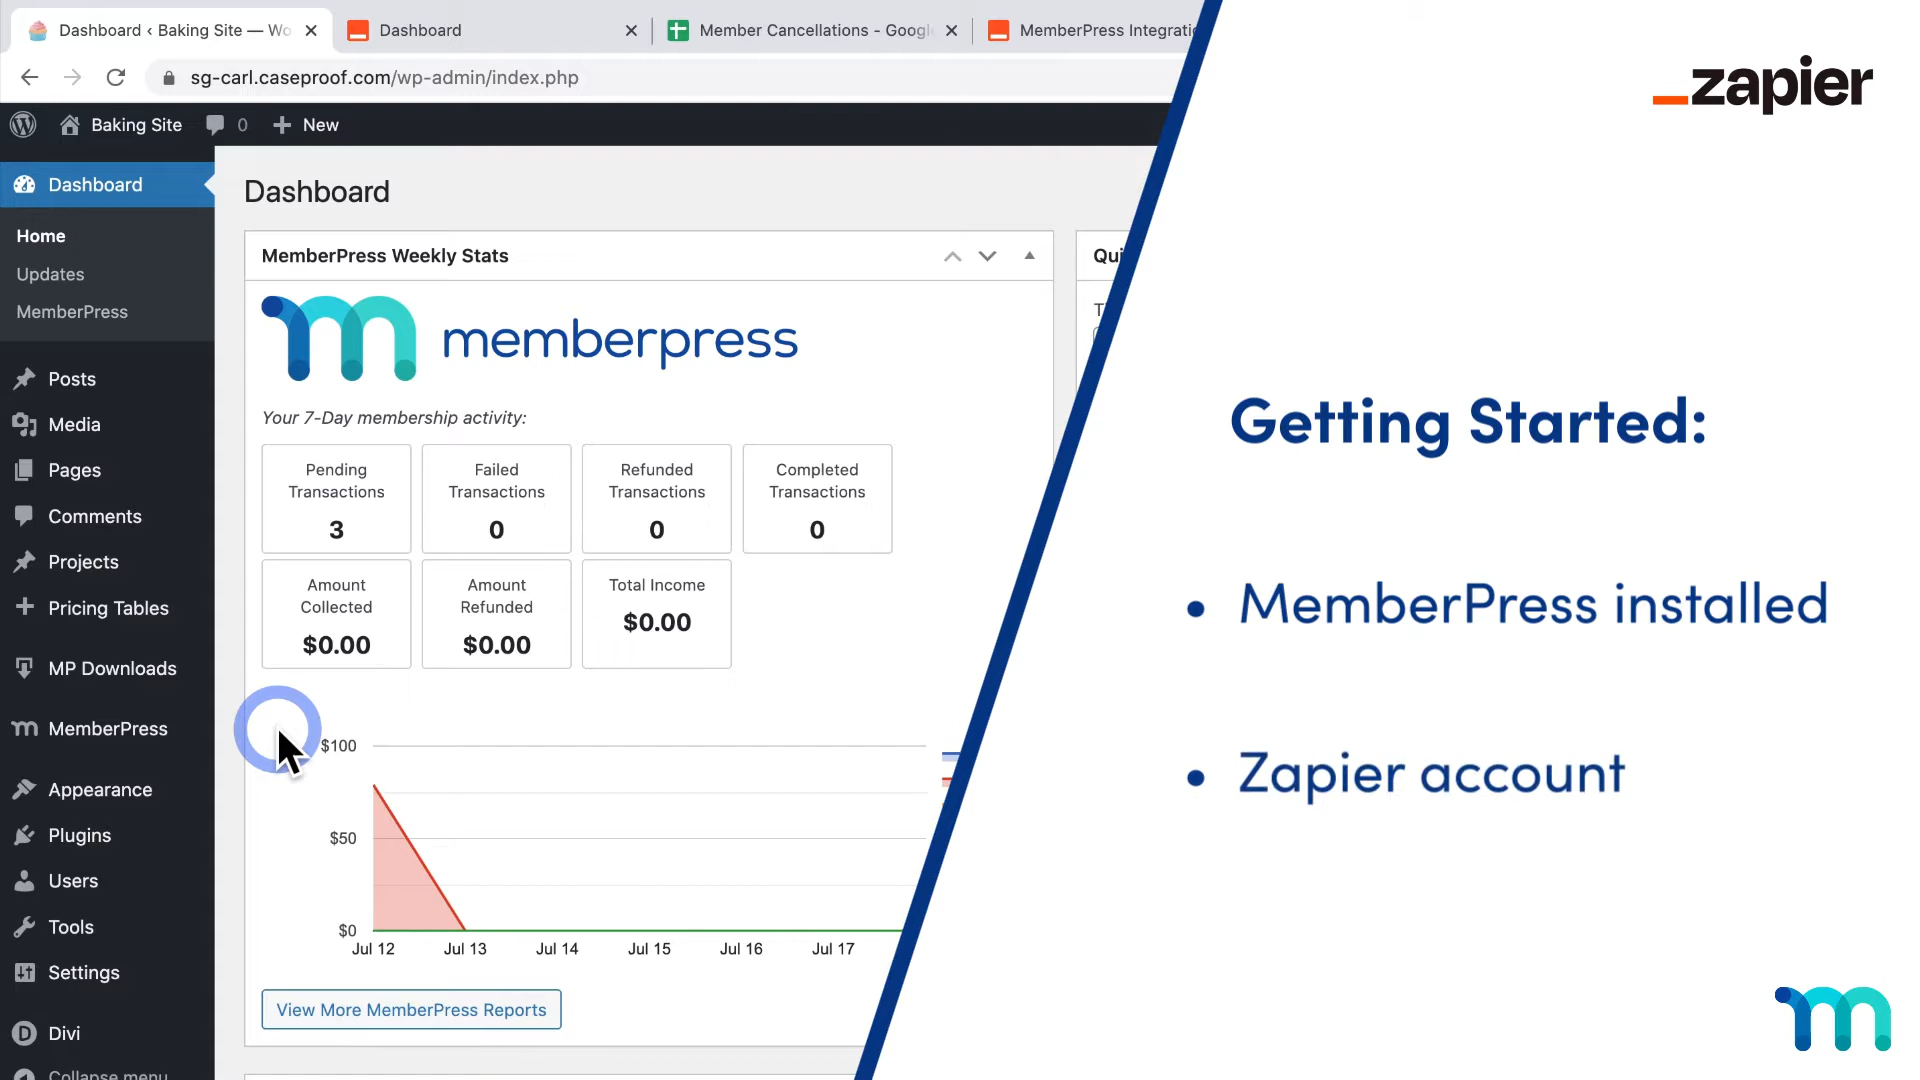 Dashboard ‹ Baking Site — Wo
Dashboard
Member Cancellations - Googl
MemberPress Integratio
sg-carl.caseproof.com/wp-admin/index.php
Baking Site
0
New
Dashboard
Home
Updates
MemberPress
Posts
Media
Pages
Comments
Projects
Pricing Tables
MP Downloads
MemberPress
Appearance
Plugins
Users
Tools
Settings
Divi
Collapse menu
Dashboard
MemberPress Weekly Stats
memberpress
Your 7-Day membership activity:
Pending
Transactions
3
Failed
Transactions
0
Refunded
Transactions
0
Completed
Transactions
0
Amount
Collected
$0.00
Amount
Refunded
$0.00
Total Income
$0.00
$100
$50
$0
Jul 12
Jul 13
Jul 14
Jul 15
Jul 16
Jul 17
View More MemberPress Reports
Qui
zapier
Getting Started:
• MemberPress installed
• Zapier account